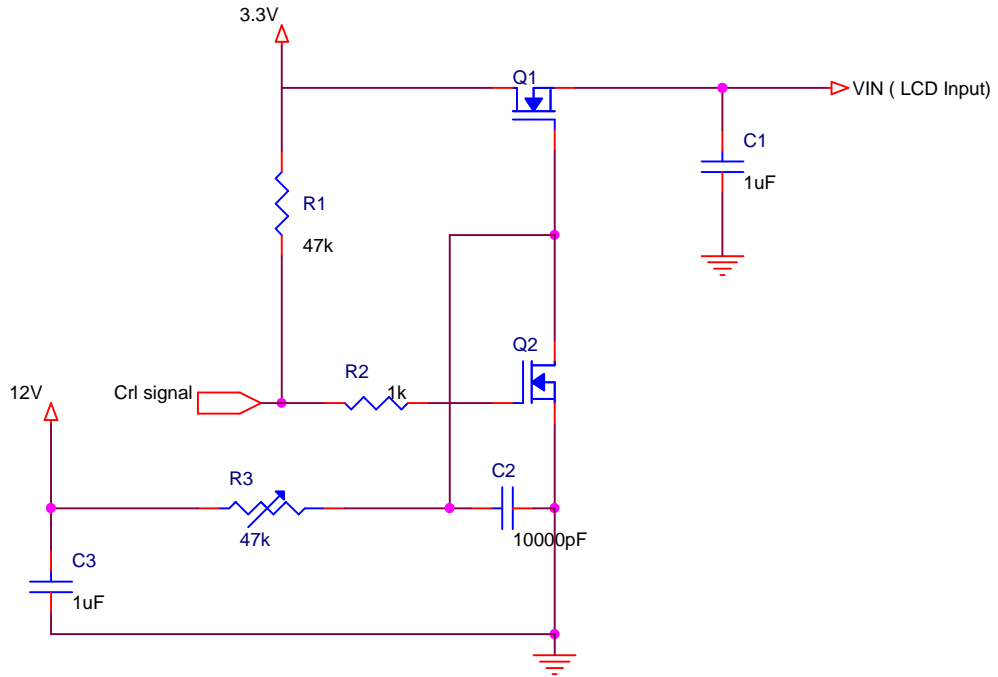 3.3V
Q1
VIN ( LCD Input)
C1
1uF
R1
47k
Q2
R2
1k
12V
Crl signal
R3
47k
C2
10000pF
C3
1uF